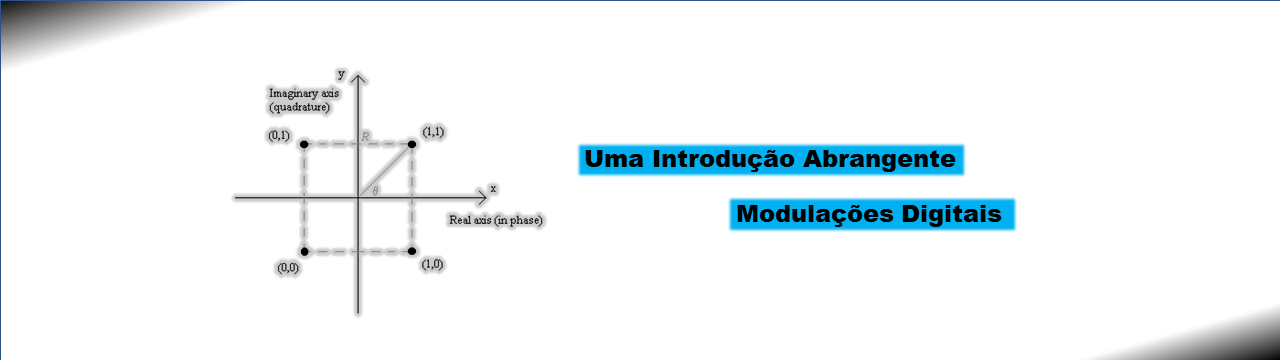 y
Imaginary axis
(quadrature)
(0,1)
R
(1,1)
θ
x
Real axis (in phase)
(0,0)
(1,0)
Uma Introdução Abrangente
Modulações Digitais